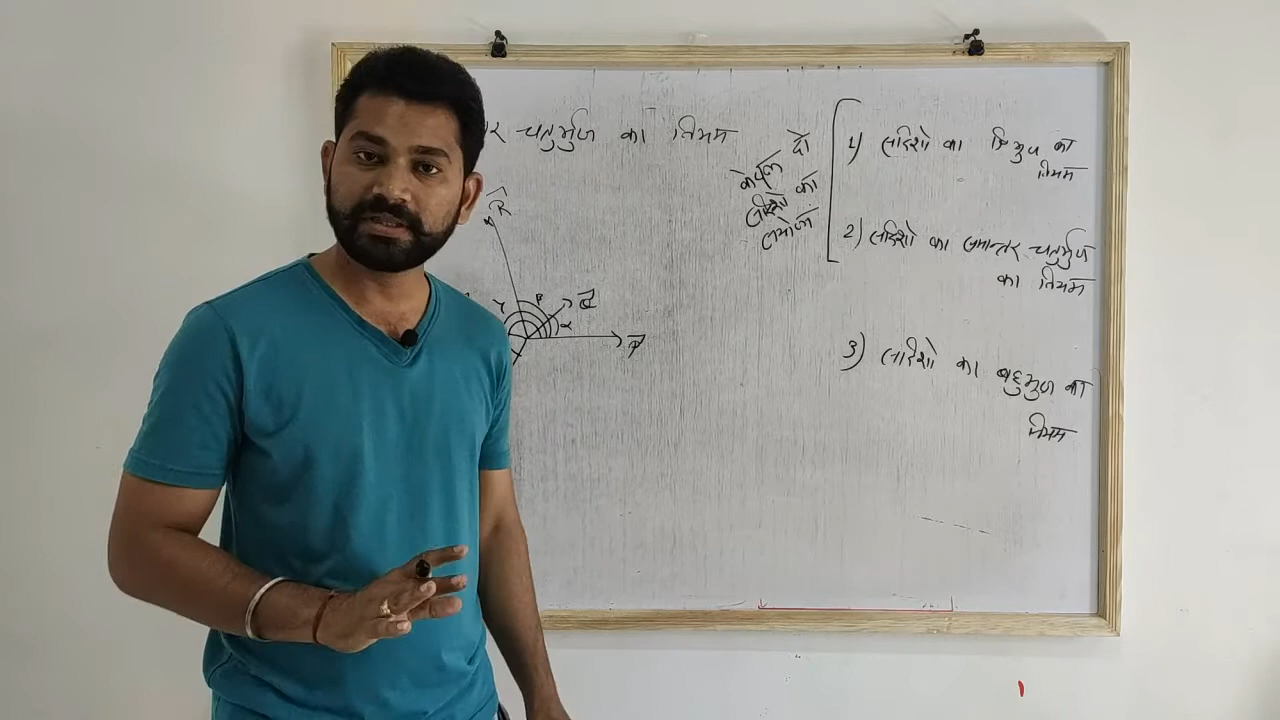 चतुर्भुज का नियम
R
Q
P
β
α
γ
केवल दो
सदिशो का
संयोजन
1) सदिशो का त्रिभुज का
नियम
2) सदिशो का समान्तर चतुर्भुज
का नियम
3) सदिशो का बहुभुज का
नियम